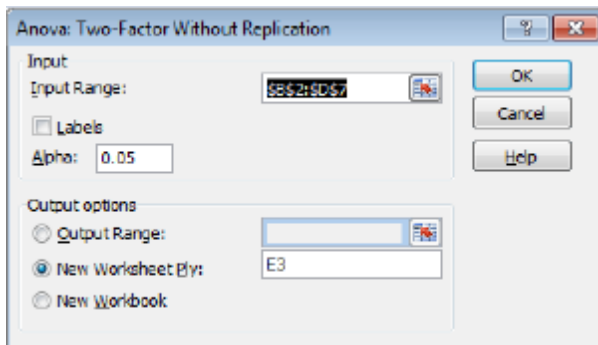 Anova: Two-Factor Without Replication
Input
Input Range:
$B$2:$D$7
Labels
Alpha:
0.05
OK
Cancel
Help
Output options
Output Range:
New Worksheet Ply:
E3
New Workbook